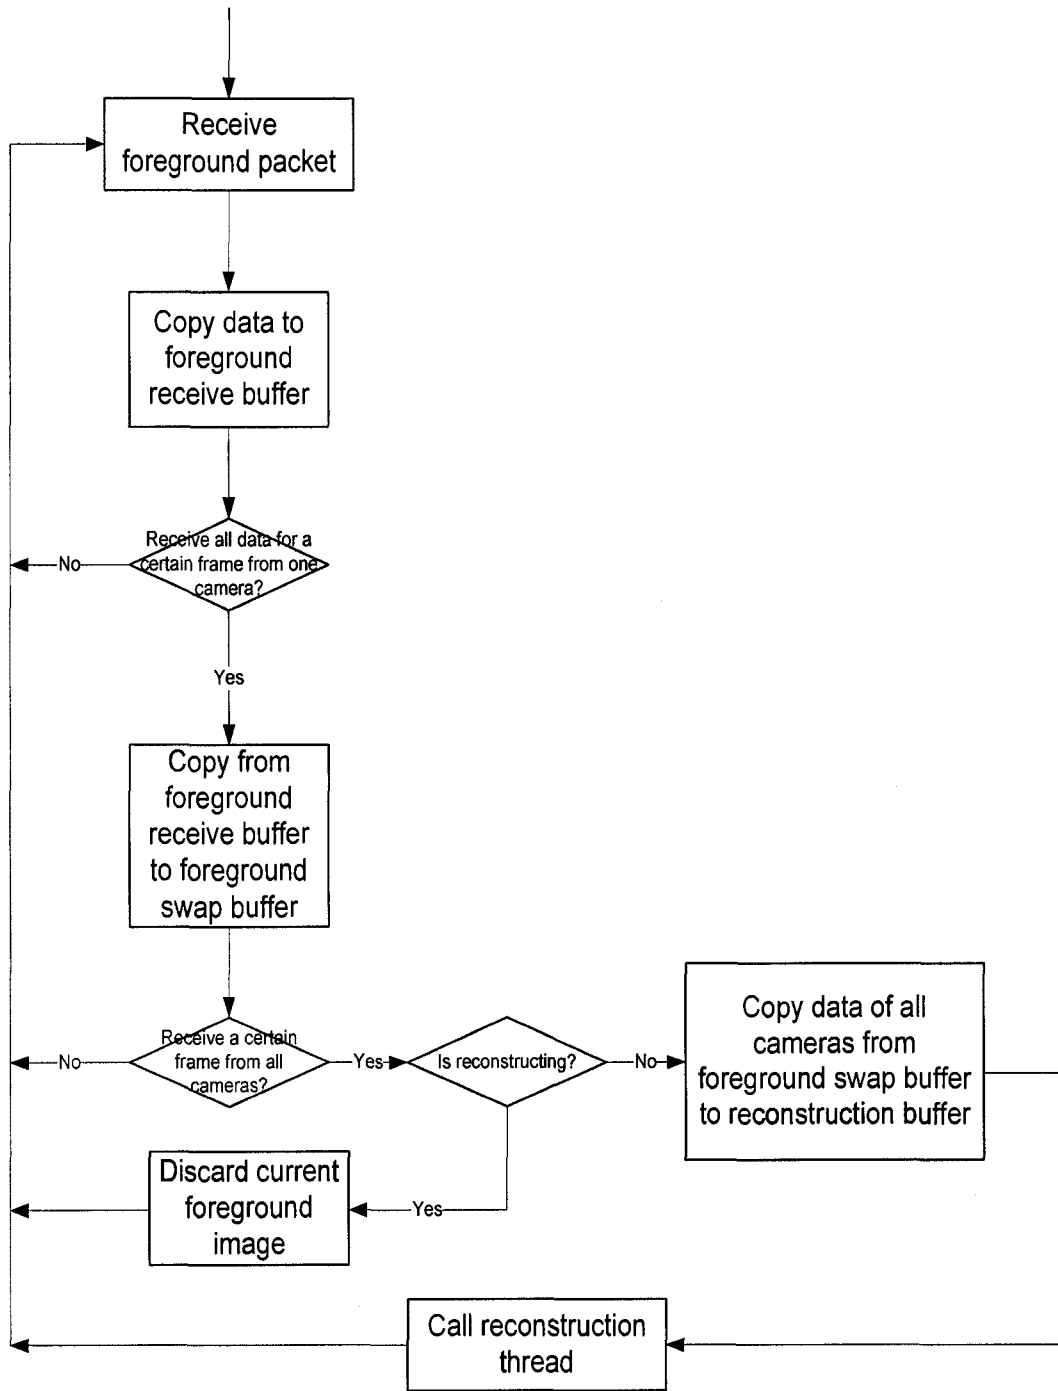 Receive
foreground packet
Copy data to
foreground
receive buffer
Receive all data for a
certain frame from one
camera?
No
Yes
Copy from
foreground
receive buffer
to foreground
swap buffer
Receive a certain
frame from all
cameras?
No
Yes
Is reconstructing?
No
Copy data of all
cameras from
foreground swap buffer
to reconstruction buffer
Discard current
foreground
image
Yes
Call reconstruction
thread